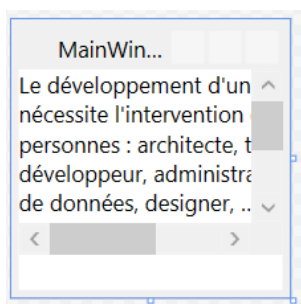 MainWin...
Le développement d'un
nécessite l'intervention
personnes : architecte, t
développeur, administra
de données, designer, ..